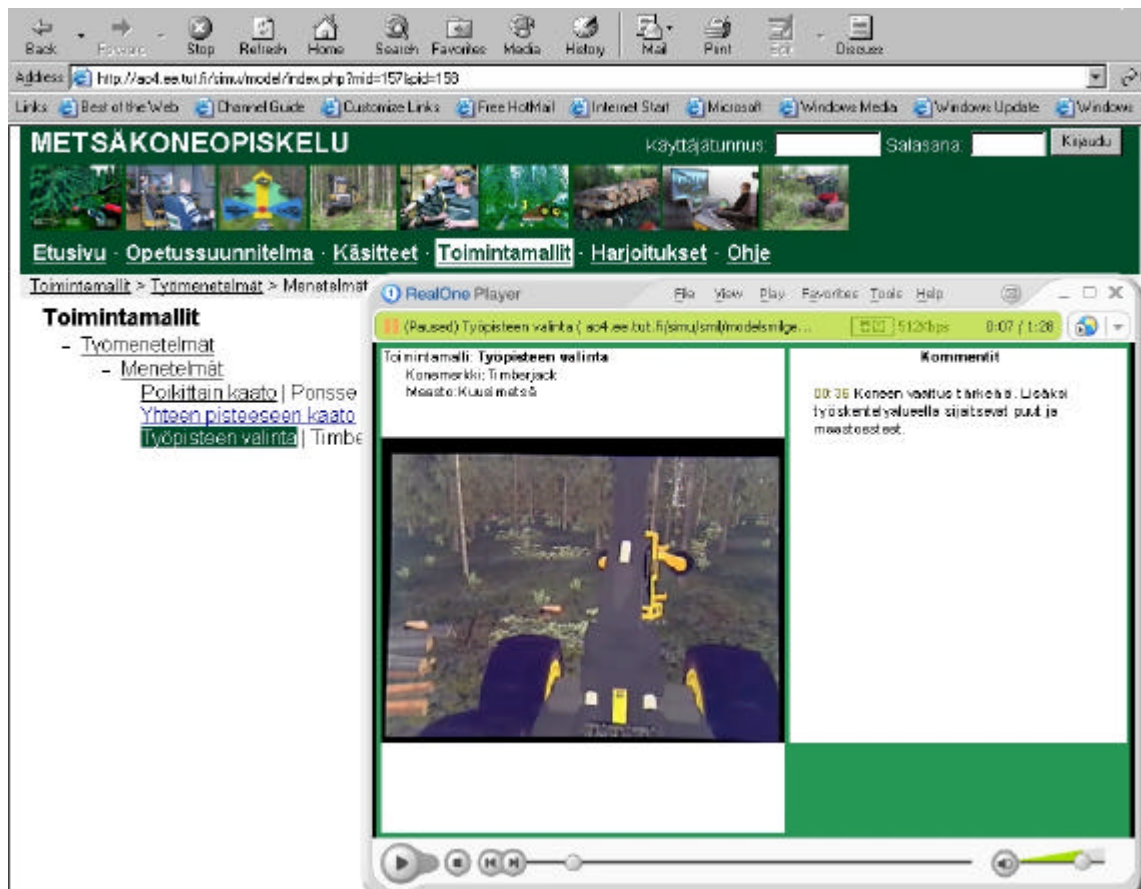 Back Forward Stop Refresh Home Search Favorites Media History Mail Print Edit Discuss
Address http://ao4.ee.tut.fi/simu/model/index.php?mid=157&pid=158
Links Best of the Web Channel Guide Customize Links Free HotMail Internet Start Microsoft Windows Media Windows Update Windows
METSÄKONEOPISKELU
Käyttäjätunnus: Salasana: Kirjaudu
Etusivu · Opetussuunnitelma · Käsitteet · Toimintamallit · Harjoitukset · Ohje
Toimintamallit > Työmenetelmät > Menetelmät
Toimintamallit
- Työmenetelmät
- Menetelmät
Poikittain kaato | Ponsse
Yhteen pisteeseen kaato
Työpisteen valinta | Timbe
RealOne Player File View Play Favorites Tools Help
(Paused) Työpisteen valinta ( ao4.ee.tut.fi/simu/smil/modelsmilge... 512Kbps 0:07 / 1:28
Toimintamalli: Työpisteen valinta
Konemerkki: Timberjack
Maasto: Kuusimetsä
Kommentit
00:36 Koneen vaaitus tärkeää. Lisäksi
työskentelyalueella sijaitsevat puut ja
maastoesteet.